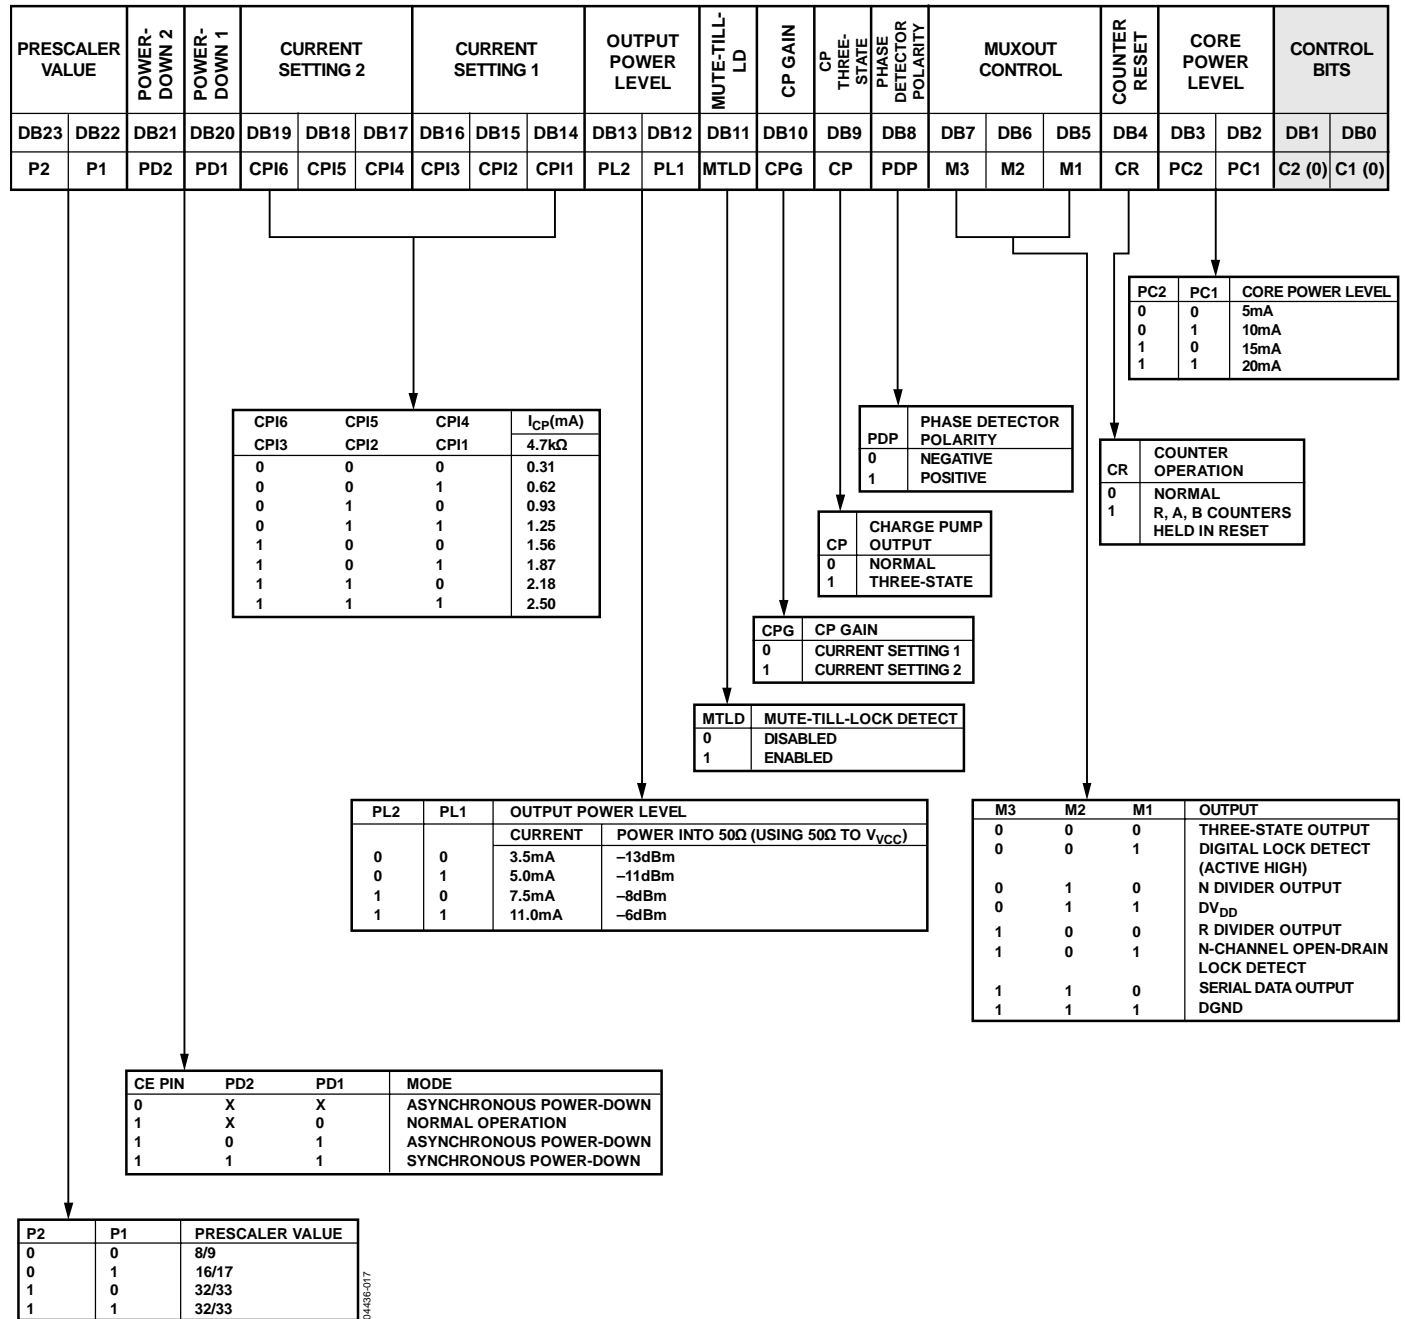 PRESCALER VALUE
POWER-DOWN 2
POWER-DOWN 1
CURRENT SETTING 2
CURRENT SETTING 1
OUTPUT POWER LEVEL
MUTE-TILL-LD
CP GAIN
CP THREE-STATE
PHASE DETECTOR POLARITY
MUXOUT CONTROL
COUNTER RESET
CORE POWER LEVEL
CONTROL BITS
DB23 DB22 DB21 DB20 DB19 DB18 DB17 DB16 DB15 DB14 DB13 DB12 DB11 DB10 DB9 DB8 DB7 DB6 DB5 DB4 DB3 DB2 DB1 DB0
P2 P1 PD2 PD1 CPI6 CPI5 CPI4 CPI3 CPI2 CPI1 PL2 PL1 MTLD CPG CP PDP M3 M2 M1 CR PC2 PC1 C2 (0) C1 (0)
PC2 PC1 CORE POWER LEVEL
0 0 5mA
0 1 10mA
1 0 15mA
1 1 20mA
CPI6 CPI5 CPI4 ICP(mA)
CPI3 CPI2 CPI1 4.7kΩ
0 0 0 0.31
0 0 1 0.62
0 1 0 0.93
0 1 1 1.25
1 0 0 1.56
1 0 1 1.87
1 1 0 2.18
1 1 1 2.50
PDP PHASE DETECTOR POLARITY
0 NEGATIVE
1 POSITIVE
CR COUNTER OPERATION
0 NORMAL
1 R, A, B COUNTERS
HELD IN RESET
CP CHARGE PUMP OUTPUT
0 NORMAL
1 THREE-STATE
CPG CP GAIN
0 CURRENT SETTING 1
1 CURRENT SETTING 2
MTLD MUTE-TILL-LOCK DETECT
0 DISABLED
1 ENABLED
PL2 PL1 OUTPUT POWER LEVEL
CURRENT POWER INTO 50Ω (USING 50Ω TO VVCC)
0 0 3.5mA –13dBm
0 1 5.0mA –11dBm
1 0 7.5mA –8dBm
1 1 11.0mA –6dBm
M3 M2 M1 OUTPUT
0 0 0 THREE-STATE OUTPUT
0 0 1 DIGITAL LOCK DETECT
(ACTIVE HIGH)
0 1 0 N DIVIDER OUTPUT
0 1 1 DVDD
1 0 0 R DIVIDER OUTPUT
1 0 1 N-CHANNEL OPEN-DRAIN
LOCK DETECT
1 1 0 SERIAL DATA OUTPUT
1 1 1 DGND
CE PIN PD2 PD1 MODE
0 X X ASYNCHRONOUS POWER-DOWN
1 X 0 NORMAL OPERATION
1 0 1 ASYNCHRONOUS POWER-DOWN
1 1 1 SYNCHRONOUS POWER-DOWN
P2 P1 PRESCALER VALUE
0 0 8/9
0 1 16/17
1 0 32/33
1 1 32/33
04436-017